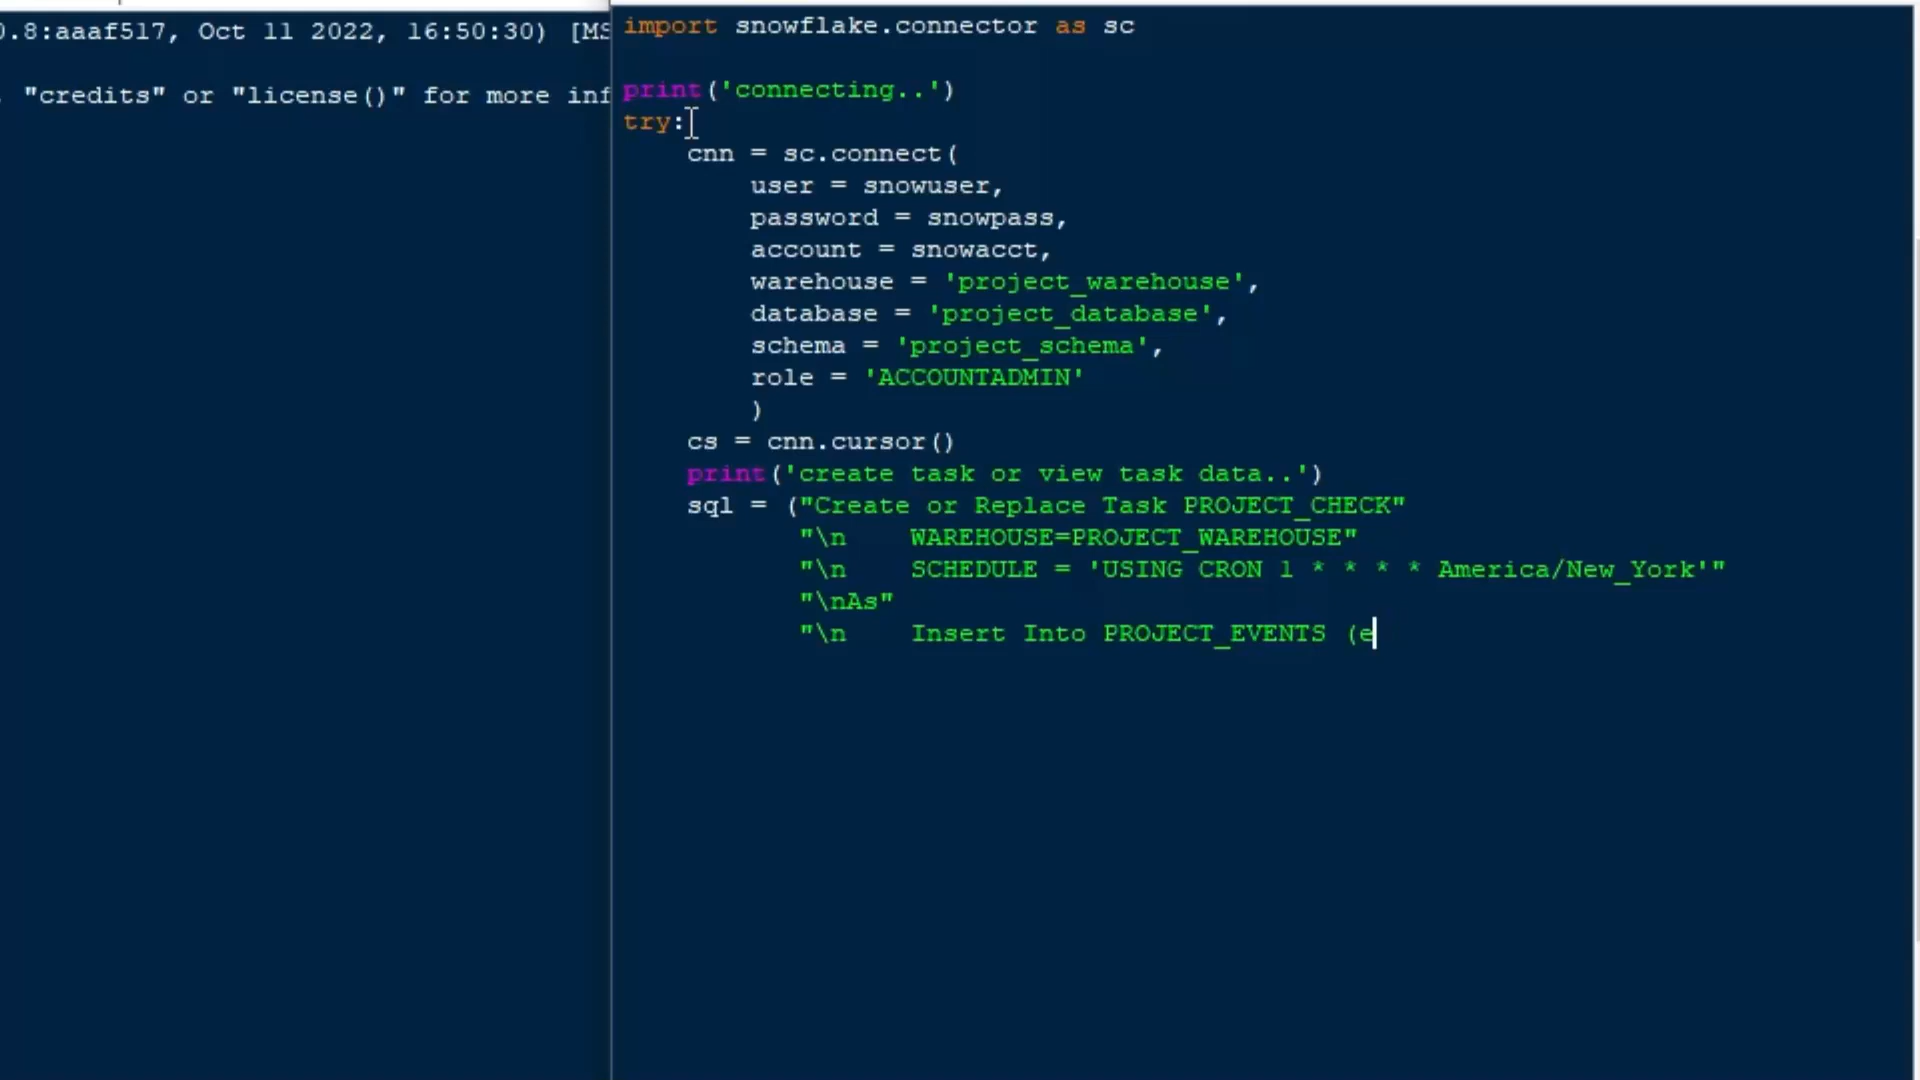 0.8:aaaf517, Oct 11 2022, 16:50:30) [MS
"credits" or "license()" for more inf
import snowflake.connector as sc
print('connecting..')
try:
cnn = sc.connect(
user = snowuser,
password = snowpass,
account = snowacct,
warehouse = 'project_warehouse',
database = 'project_database',
schema = 'project_schema',
role = 'ACCOUNTADMIN'
)
cs = cnn.cursor()
print('create task or view task data..')
sql = ("Create or Replace Task PROJECT_CHECK"
"\n    WAREHOUSE=PROJECT_WAREHOUSE"
"\n    SCHEDULE = 'USING CRON 1 * * * * America/New_York'"
"\nAs"
"\n    Insert Into PROJECT_EVENTS (e